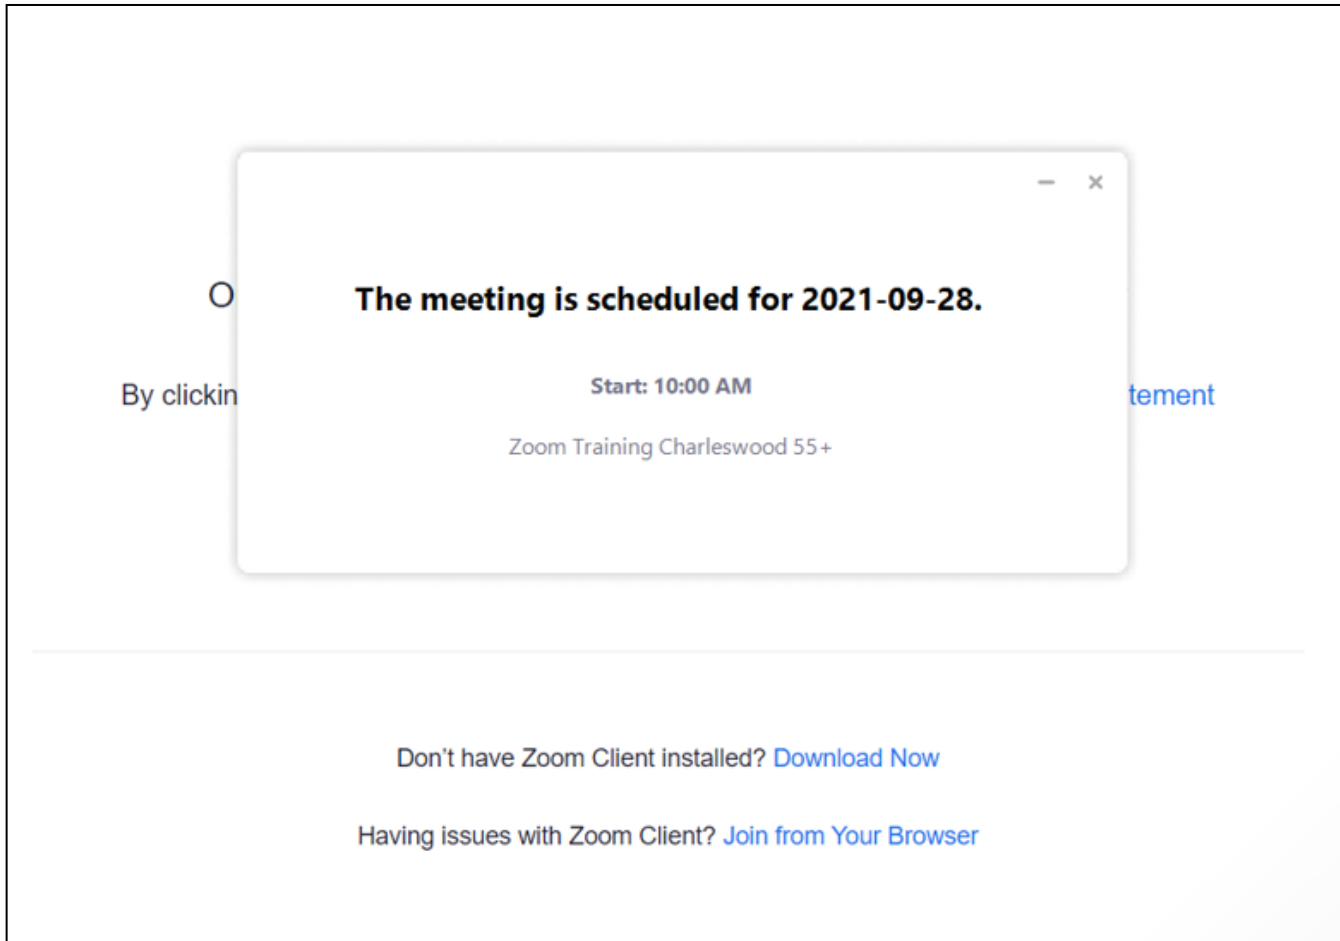 The meeting is scheduled for 2021-09-28.
O
Start: 10:00 AM
By clickin
tement
Zoom Training Charleswood 55+
Don't have Zoom Client installed? Download Now
Having issues with Zoom Client? Join from Your Browser